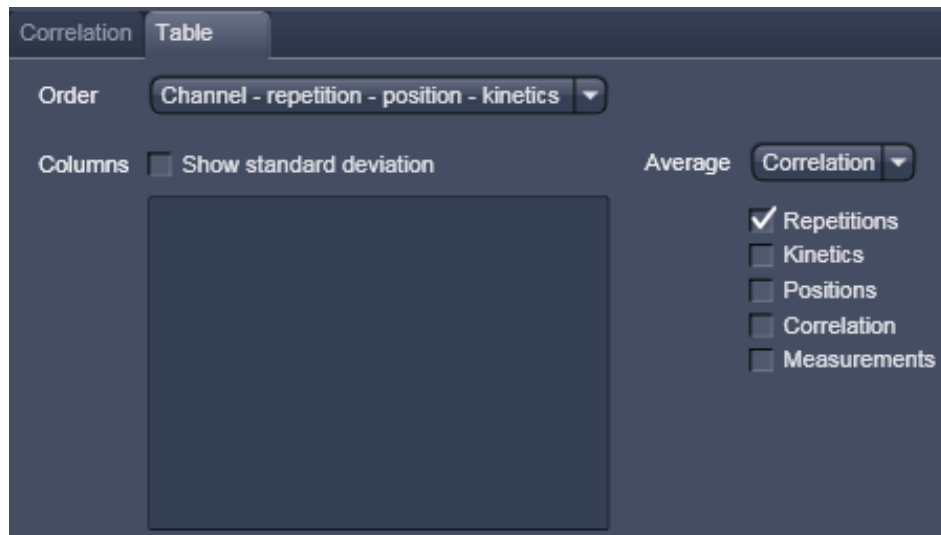 Correlation Table
Order Channel - repetition - position - kinetics
Columns Show standard deviation Average Correlation
Repetitions
Kinetics
Positions
Correlation
Measurements